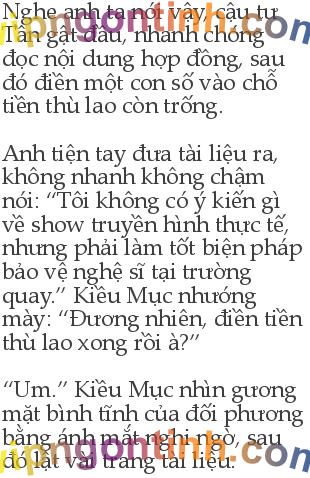 Nghe anh ta nói vậy, cậu tư
Tần gật đầu, nhanh chóng
đọc nội dung hợp đồng, sau
đó điền một con số vào chỗ
tiền thù lao còn trống.
Anh tiện tay đưa tài liệu ra,
không nhanh không chậm
nói: “Tôi không có ý kiến gì
về show truyền hình thực tế,
nhưng phải làm tốt biện pháp
bảo vệ nghệ sĩ tại trường
quay.” Kiều Mục nhướng
mày: “Đương nhiên, điền tiền
thù lao xong rồi à?”
“Um.” Kiều Mục nhìn gương
mặt bình tĩnh của đối phương
bằng ánh mắt nghi ngờ, sau
đó lật vài trang tài liệu.
vipngontinh.com
vipngontinh.com